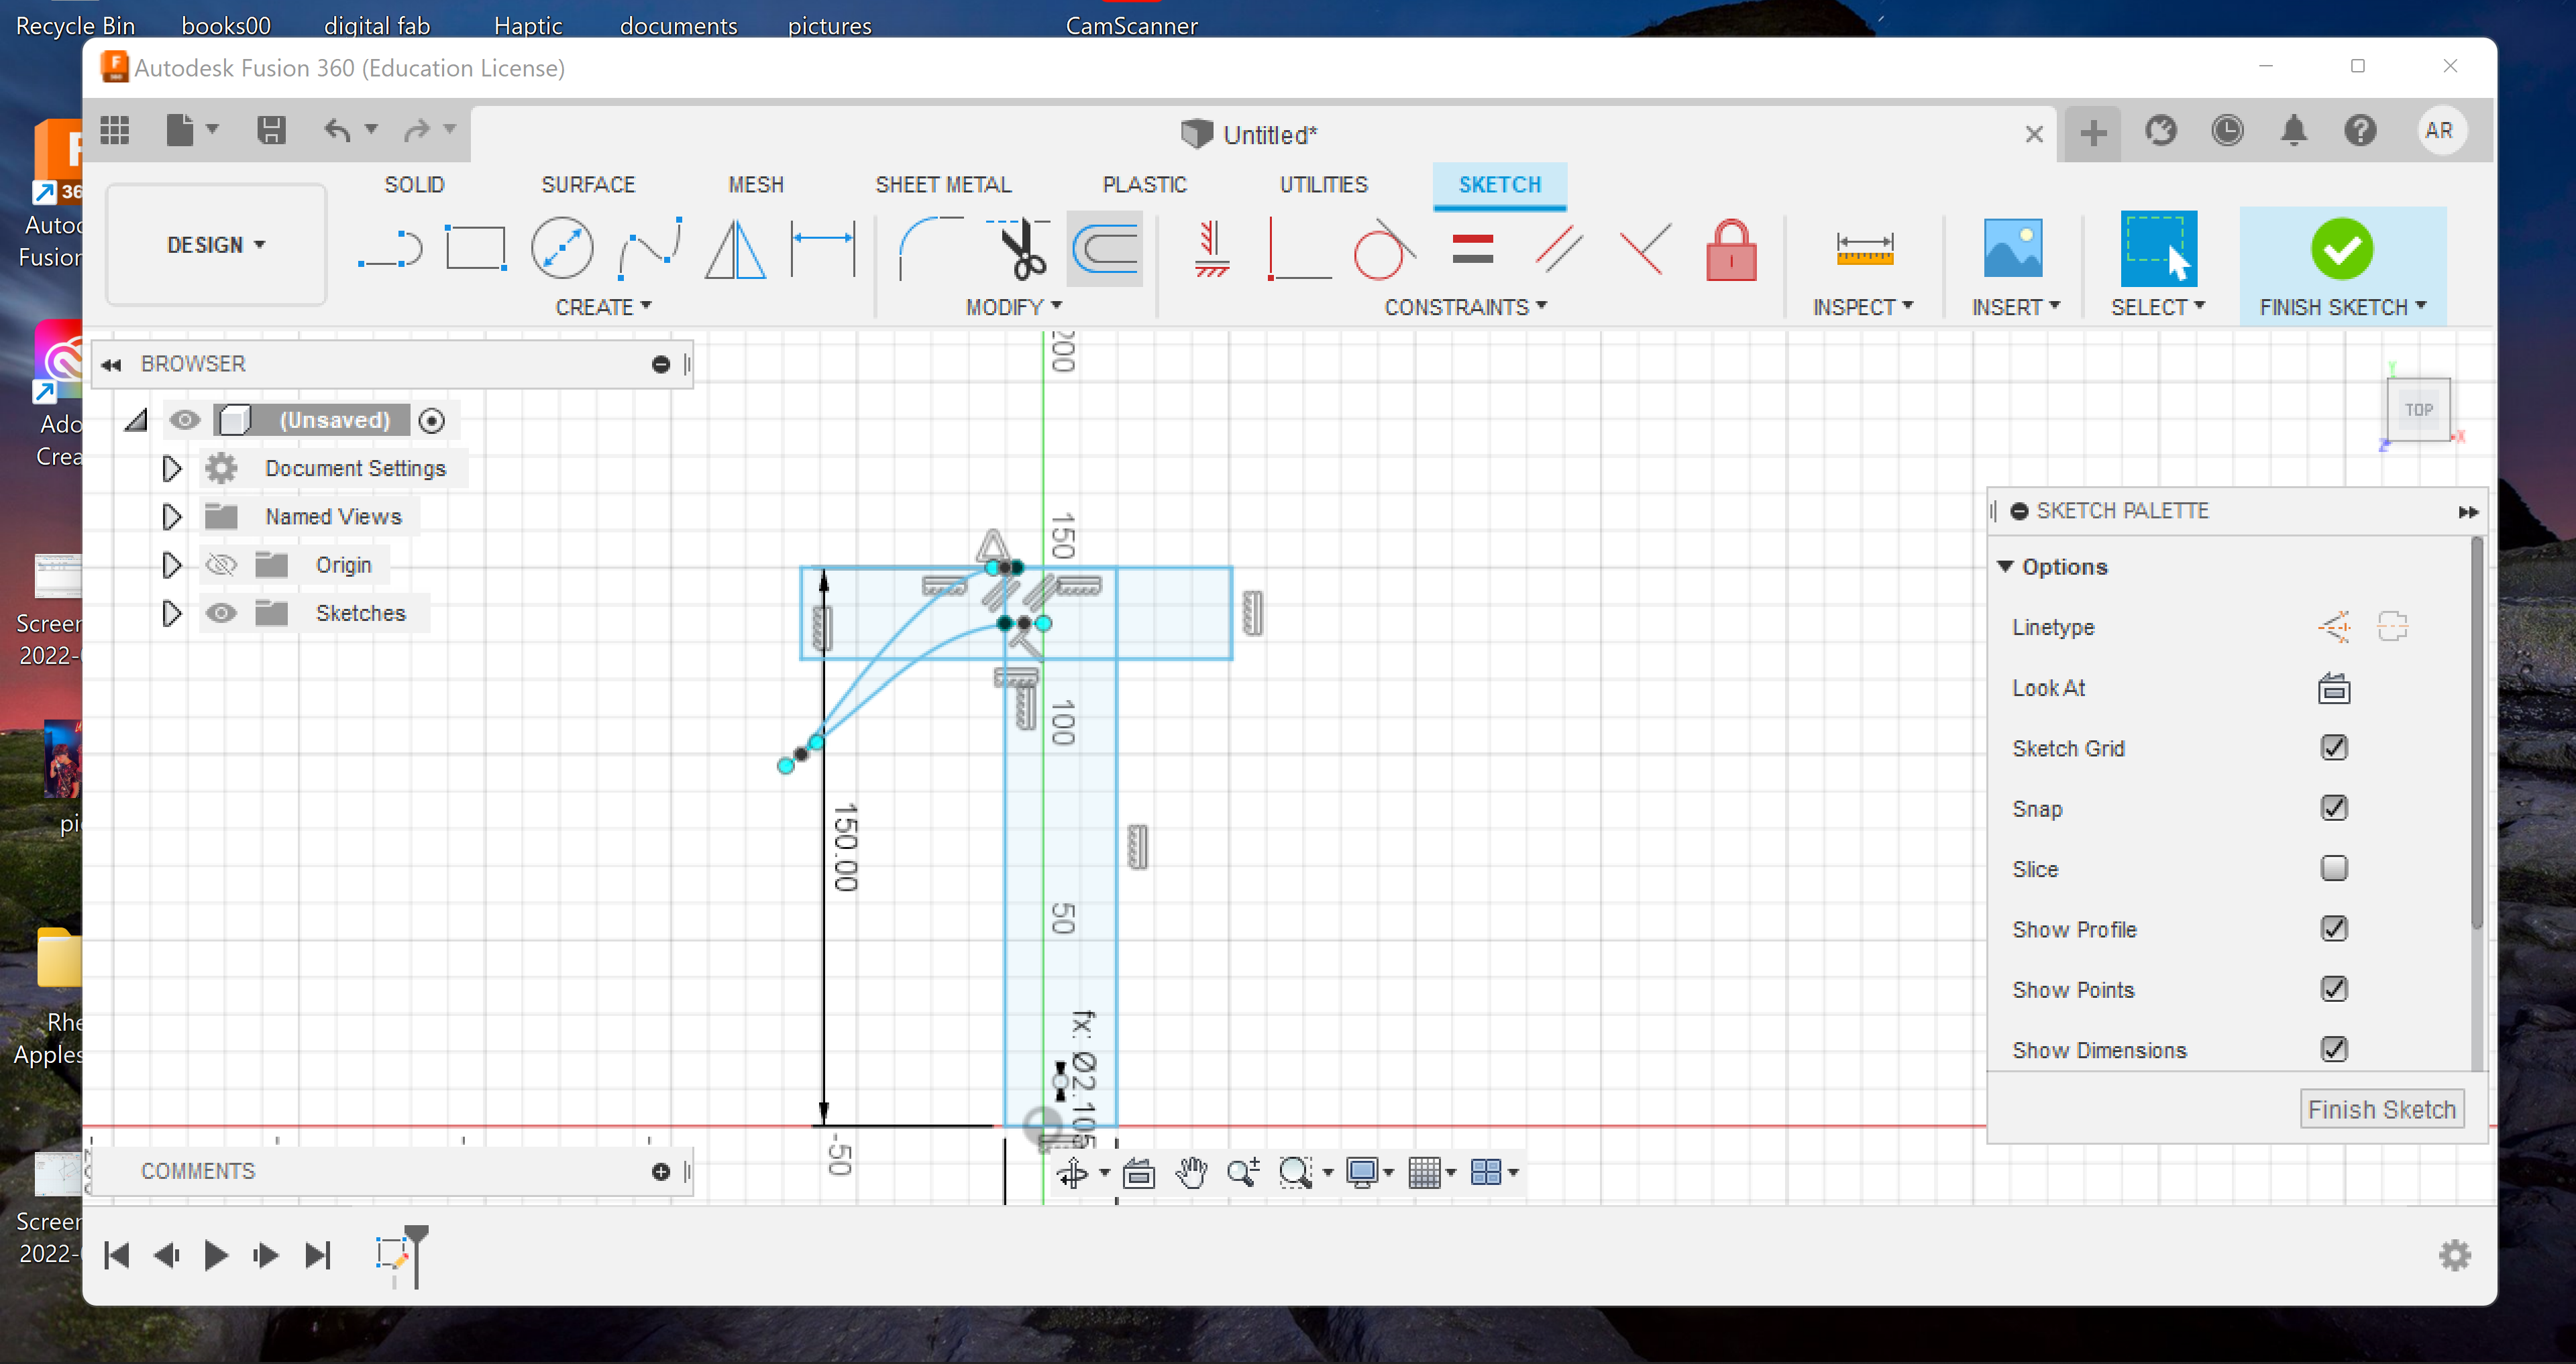 Recycle Bin books00 digital fab Haptic documents pictures CamScanner
Autodesk Fusion 360 (Education License)
Untitled*
AR
SOLID SURFACE MESH SHEET METAL PLASTIC UTILITIES SKETCH
DESIGN
CREATE MODIFY CONSTRAINTS INSPECT INSERT SELECT FINISH SKETCH
BROWSER
(Unsaved)
Document Settings
Named Views
Origin
Sketches
200
150
100
50
150.00
fx: Ø2.105
-50
Y
TOP
X
Z
SKETCH PALETTE
Options
Linetype
Look At
Sketch Grid
Snap
Slice
Show Profile
Show Points
Show Dimensions
Finish Sketch
COMMENTS
Autod
Fusion
Ado
Crea
Screen
2022-
pi
Rhe
Apples
Screen
2022-